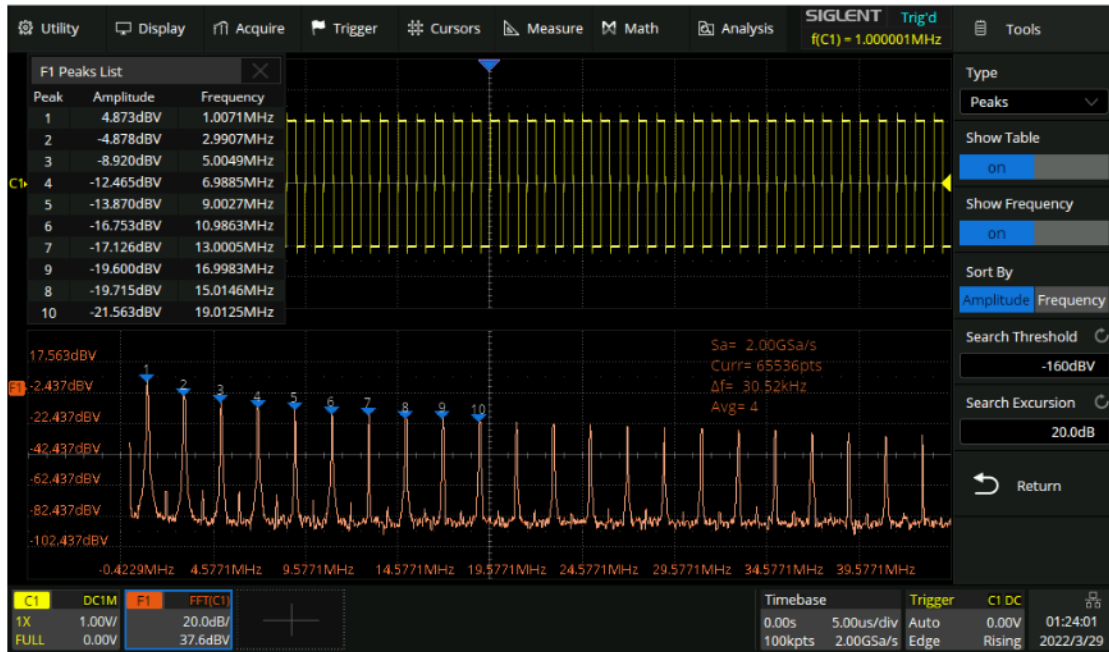 Utility Display Acquire Trigger Cursors Measure Math Analysis
SIGLENT Trig'd
f(C1) = 1.000001MHz
Tools
F1 Peaks List
Peak Amplitude Frequency
1 4.873dBV 1.0071MHz
2 -4.878dBV 2.9907MHz
3 -8.920dBV 5.0049MHz
4 -12.465dBV 6.9885MHz
5 -13.870dBV 9.0027MHz
6 -16.753dBV 10.9863MHz
7 -17.126dBV 13.0005MHz
9 -19.600dBV 16.9983MHz
8 -19.715dBV 15.0146MHz
10 -21.563dBV 19.0125MHz
C1
Type
Peaks
Show Table
on
Show Frequency
on
Sort By
Amplitude Frequency
Search Threshold
-160dBV
Search Excursion
20.0dB
Return
Sa= 2.00GSa/s
Curr= 65536pts
Δf= 30.52kHz
Avg= 4
17.563dBV
F1 -2.437dBV
-22.437dBV
-42.437dBV
-62.437dBV
-82.437dBV
-102.437dBV
1 2 3 4 5 6 7 8 9 10
-0.4229MHz 4.5771MHz 9.5771MHz 14.5771MHz 19.5771MHz 24.5771MHz 29.5771MHz 34.5771MHz 39.5771MHz
C1 DC1M
1X 1.00V/
FULL 0.00V
F1 FFT(C1)
20.0dB/
37.6dBV
Timebase
0.00s 5.00us/div
100kpts 2.00GSa/s
Trigger C1 DC
Auto 0.00V
Edge Rising
01:24:01
2022/3/29